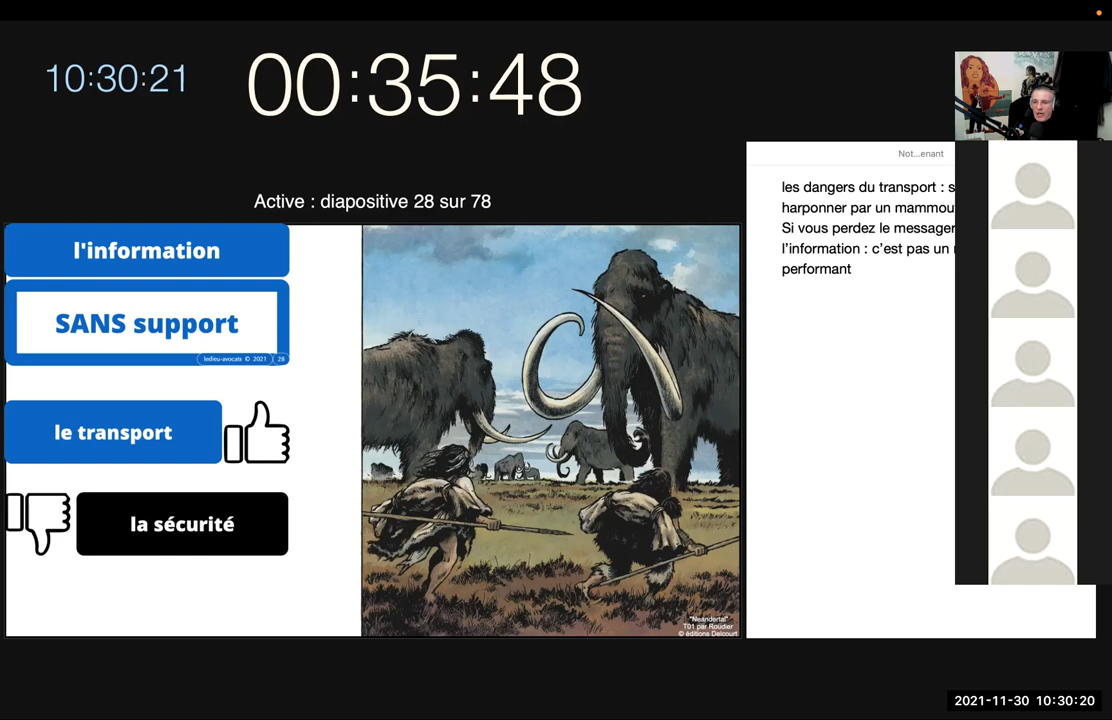 10:30:21
00:35:48
Active : diapositive 28 sur 78
l'information
SANS support
ledieu-avocats © 2021 28
le transport
la sécurité
"Néandertal"
T01 par Roudier
© éditions Delcourt
Not...enant
les dangers du transport : s
harponner par un mammou
Si vous perdez le messager
l'information : c'est pas un
performant
2021-11-30 10:30:20